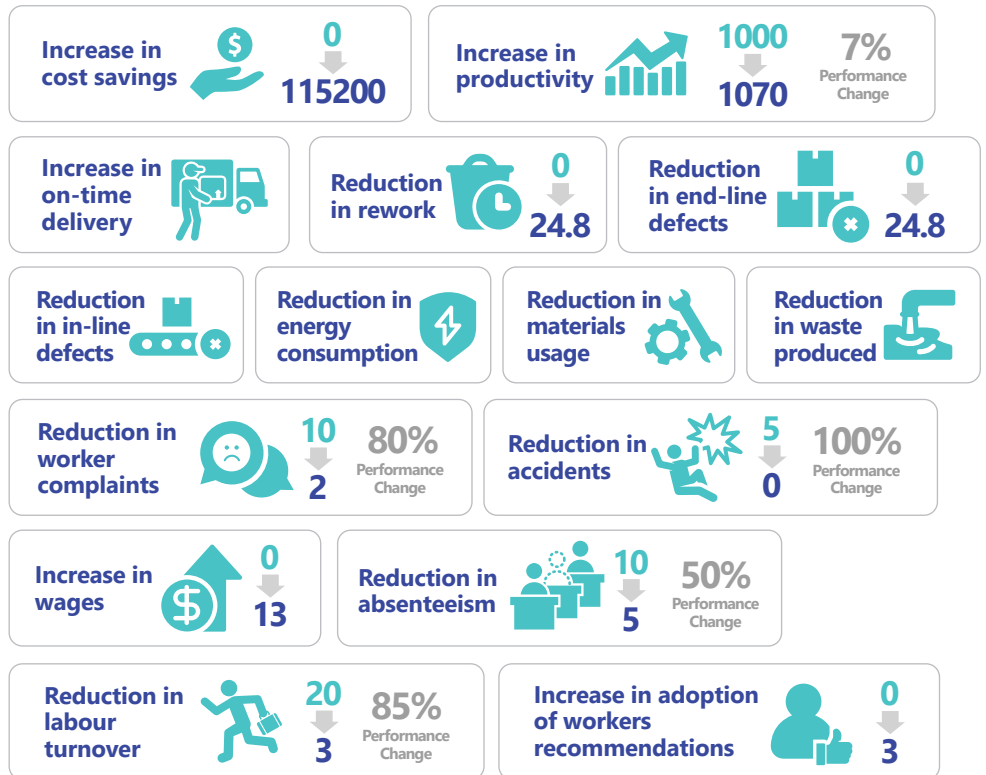 Increase in
cost savings
$
0
115200
Increase in
productivity
1000
1070
7%
Performance
Change
Increase in
on-time
delivery
Reduction
in rework
0
24.8
Reduction
in end-line
defects
0
24.8
Reduction
in in-line
defects
Reduction in
energy
consumption
Reduction in
materials
usage
Reduction
in waste
produced
Reduction in
worker
complaints
10
2
80%
Performance
Change
Reduction in
accidents
5
0
100%
Performance
Change
Increase in
wages
$
0
13
Reduction in
absenteeism
10
5
50%
Performance
Change
Reduction in
labour
turnover
20
3
85%
Performance
Change
Increase in adoption
of workers
recommendations
0
3